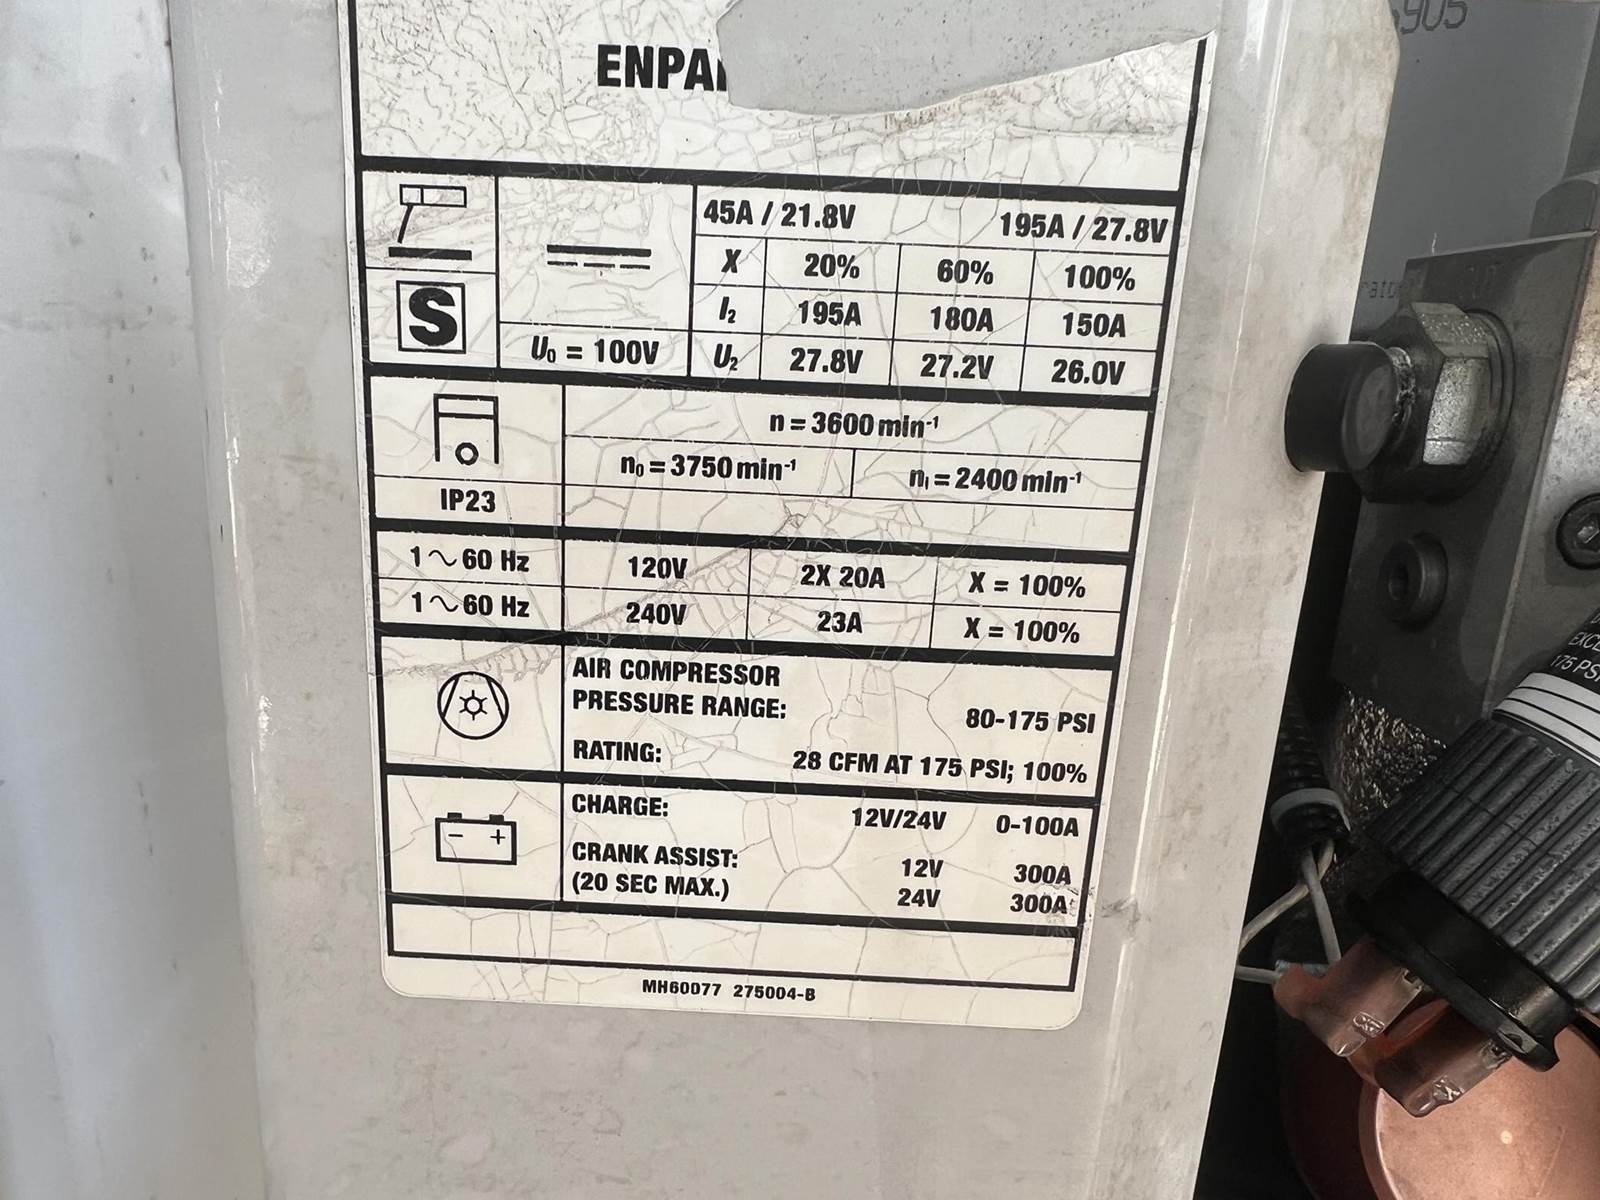 45A / 21.8V 195A / 27.8V
X 20% 60% 100%
S
I₂ 195A 180A 150A
U₀ = 100V U₂ 27.8V 27.2V 26.0V
n = 3600 min⁻¹
n₀ = 3750 min⁻¹ nᵢ = 2400 min⁻¹
IP23
1 ~ 60 Hz 120V 2X 20A X = 100%
1 ~ 60 Hz 240V 23A X = 100%
AIR COMPRESSOR
PRESSURE RANGE: 80-175 PSI
RATING: 28 CFM AT 175 PSI; 100%
CHARGE: 12V/24V 0-100A
- +
CRANK ASSIST: 12V 300A
(20 SEC MAX.) 24V 300A
MH60077 275004-B
175 PSI